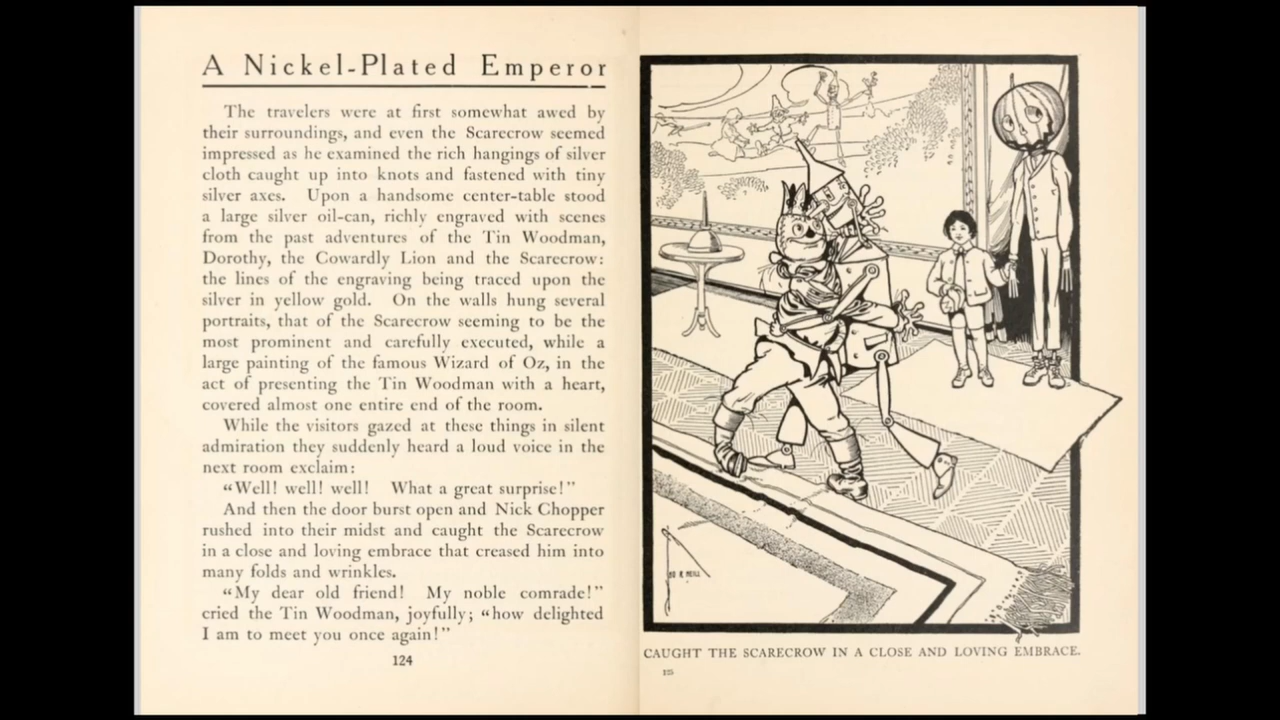 A Nickel-Plated Emperor
The travelers were at first somewhat awed by
their surroundings, and even the Scarecrow seemed
impressed as he examined the rich hangings of silver
cloth caught up into knots and fastened with tiny
silver axes. Upon a handsome center-table stood
a large silver oil-can, richly engraved with scenes
from the past adventures of the Tin Woodman,
Dorothy, the Cowardly Lion and the Scarecrow:
the lines of the engraving being traced upon the
silver in yellow gold. On the walls hung several
portraits, that of the Scarecrow seeming to be the
most prominent and carefully executed, while a
large painting of the famous Wizard of Oz, in the
act of presenting the Tin Woodman with a heart,
covered almost one entire end of the room.
While the visitors gazed at these things in silent
admiration they suddenly heard a loud voice in the
next room exclaim:
“Well! well! well! What a great surprise!”
And then the door burst open and Nick Chopper
rushed into their midst and caught the Scarecrow
in a close and loving embrace that creased him into
many folds and wrinkles.
“My dear old friend! My noble comrade!”
cried the Tin Woodman, joyfully; “how delighted
I am to meet you once again!”
124
CAUGHT THE SCARECROW IN A CLOSE AND LOVING EMBRACE.
125